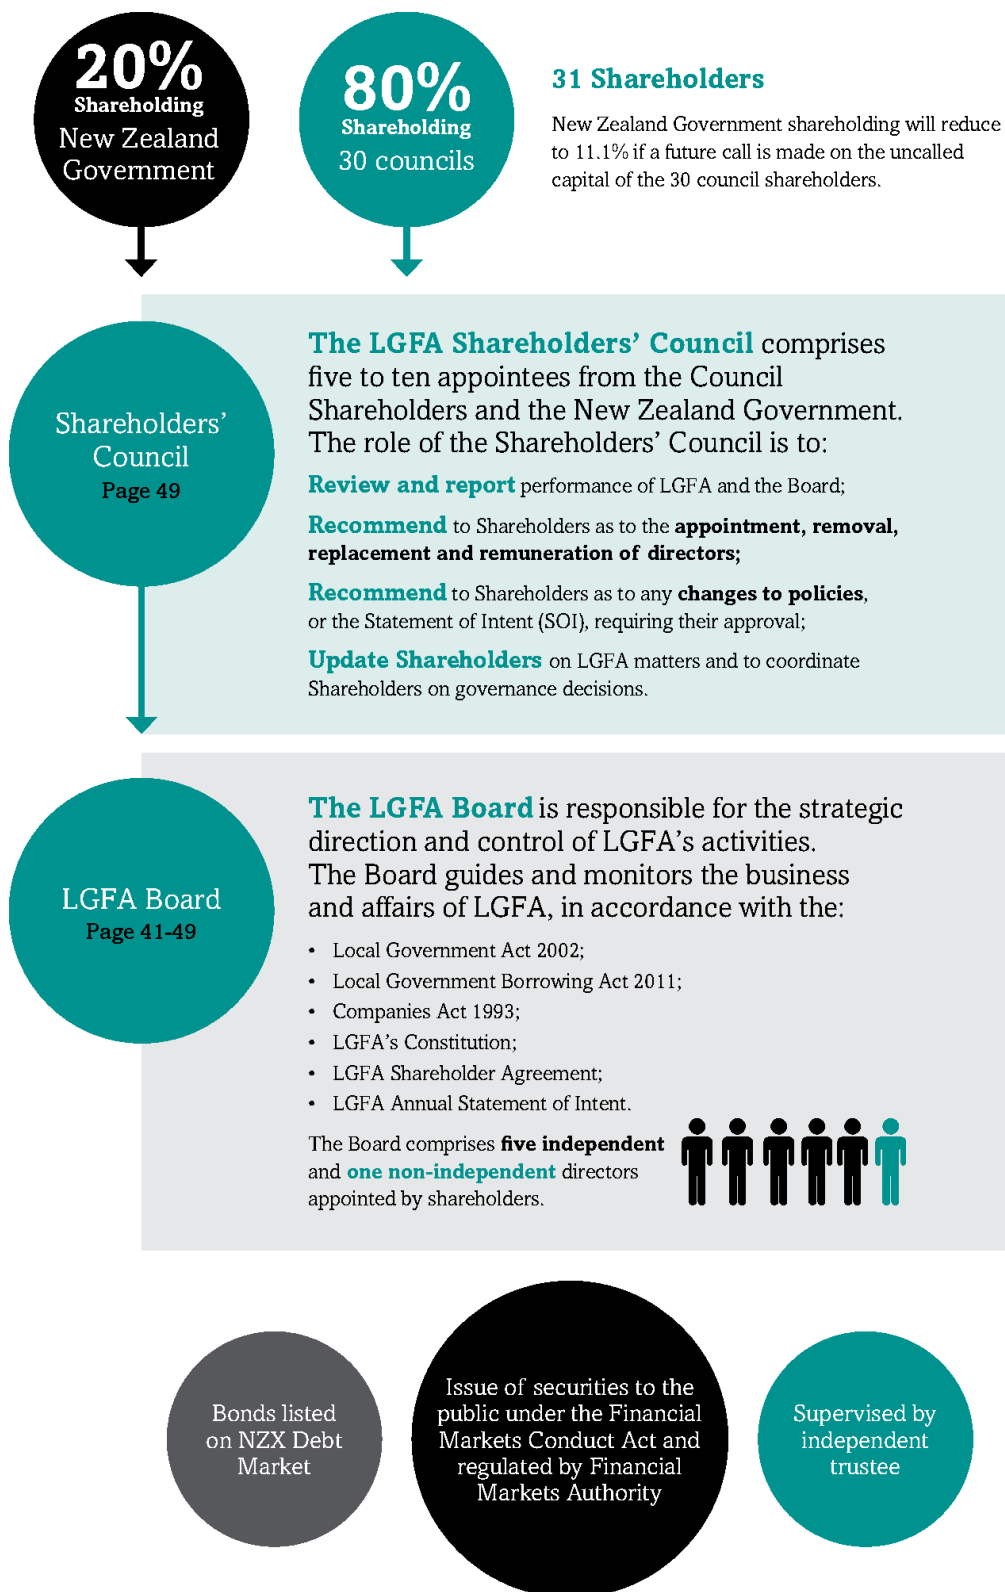 20%
Shareholding
New Zealand
Government
80%
Shareholding
30 councils
31 Shareholders
New Zealand Government shareholding will reduce
to 11.1% if a future call is made on the uncalled
capital of the 30 council shareholders.
Shareholders’
Council
Page 49
The LGFA Shareholders’ Council comprises
five to ten appointees from the Council
Shareholders and the New Zealand Government.
The role of the Shareholders’ Council is to:
Review and report performance of LGFA and the Board;
Recommend to Shareholders as to the appointment, removal,
replacement and remuneration of directors;
Recommend to Shareholders as to any changes to policies,
or the Statement of Intent (SOI), requiring their approval;
Update Shareholders on LGFA matters and to coordinate
Shareholders on governance decisions.
LGFA Board
Page 41-49
The LGFA Board is responsible for the strategic
direction and control of LGFA’s activities.
The Board guides and monitors the business
and affairs of LGFA, in accordance with the:
• Local Government Act 2002;
• Local Government Borrowing Act 2011;
• Companies Act 1993;
• LGFA’s Constitution;
• LGFA Shareholder Agreement;
• LGFA Annual Statement of Intent.
The Board comprises five independent
and one non-independent directors
appointed by shareholders.
Bonds listed
on NZX Debt
Market
Issue of securities to the
public under the Financial
Markets Conduct Act and
regulated by Financial
Markets Authority
Supervised by
independent
trustee